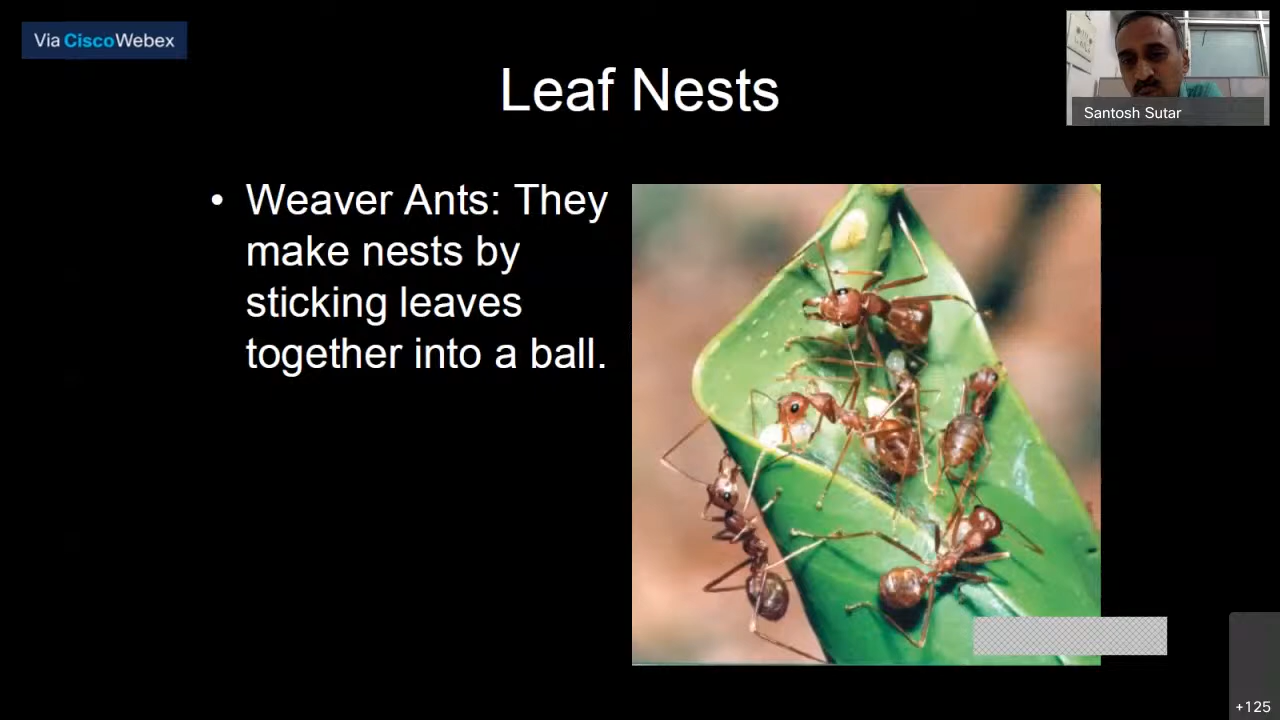 Via CiscoWebex
Santosh Sutar
Leaf Nests
• Weaver Ants: They
make nests by
sticking leaves
together into a ball.
+125